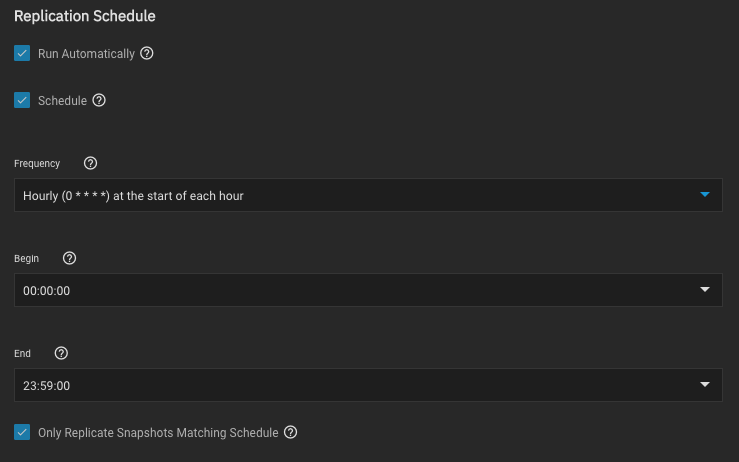 Replication Schedule
Run Automatically
Schedule
Frequency
Hourly (0 * * * *) at the start of each hour
Begin
00:00:00
End
23:59:00
Only Replicate Snapshots Matching Schedule